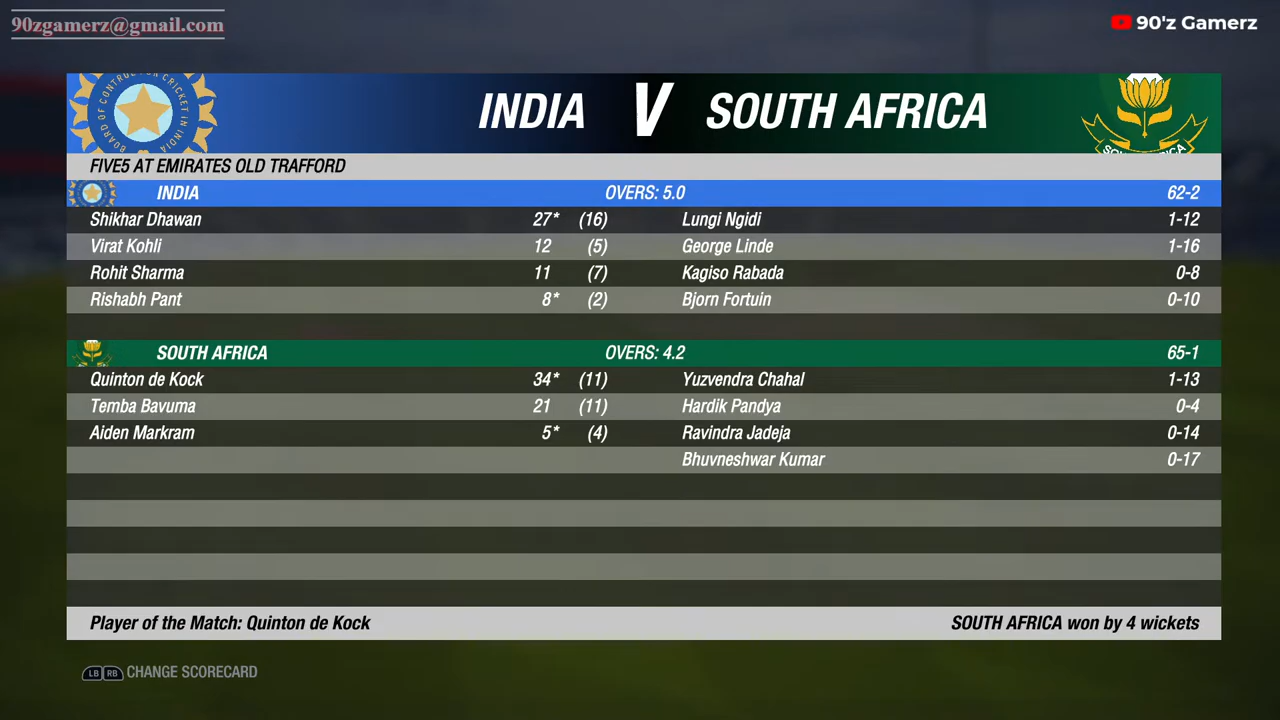 90zgamerz@gmail.com
90'z Gamerz
INDIA V SOUTH AFRICA
FIVE5 AT EMIRATES OLD TRAFFORD
INDIA OVERS: 5.0 62-2
Shikhar Dhawan 27* (16) Lungi Ngidi 1-12
Virat Kohli 12 (5) George Linde 1-16
Rohit Sharma 11 (7) Kagiso Rabada 0-8
Rishabh Pant 8* (2) Bjorn Fortuin 0-10
SOUTH AFRICA OVERS: 4.2 65-1
Quinton de Kock 34* (11) Yuzvendra Chahal 1-13
Temba Bavuma 21 (11) Hardik Pandya 0-4
Aiden Markram 5* (4) Ravindra Jadeja 0-14
Bhuvneshwar Kumar 0-17
Player of the Match: Quinton de Kock SOUTH AFRICA won by 4 wickets
LB RB CHANGE SCORECARD